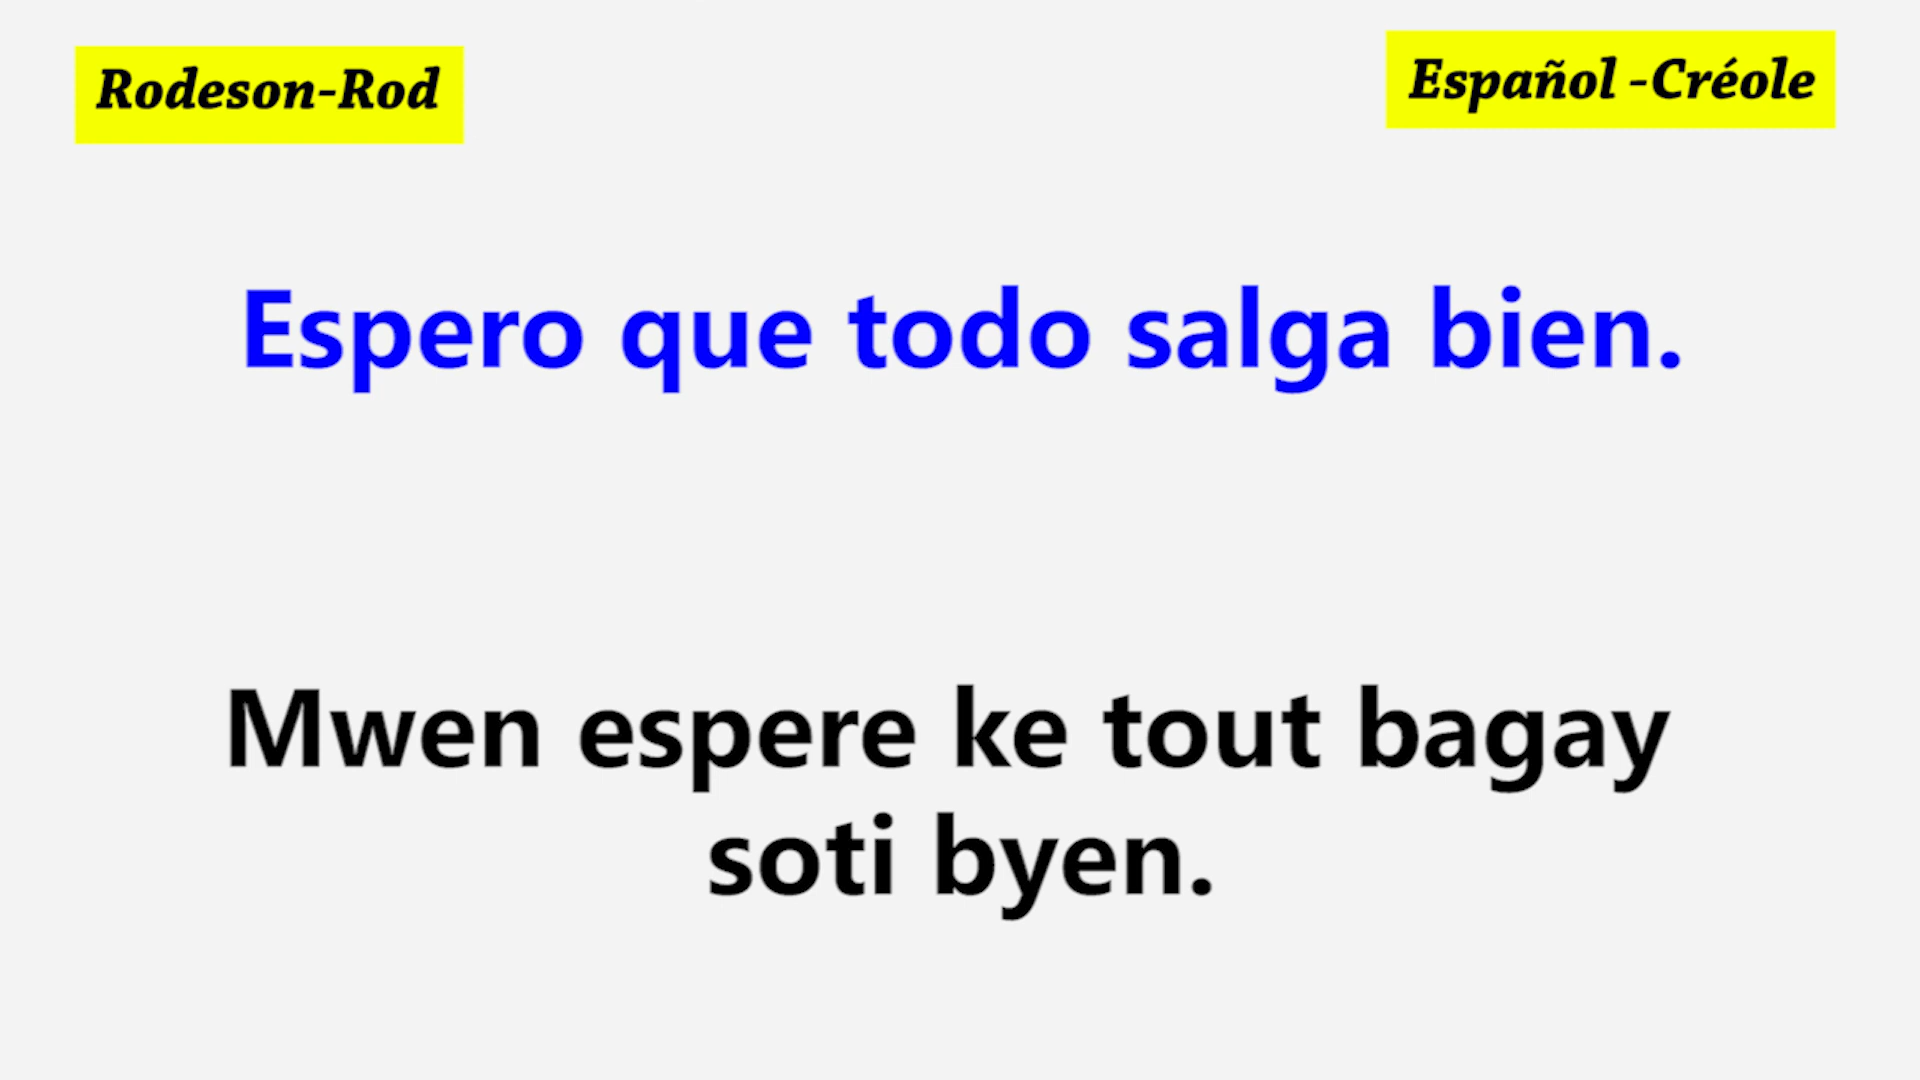 Rodeson-Rod
Español -Créole
Espero que todo salga bien.
Mwen espere ke tout bagay
soti byen.